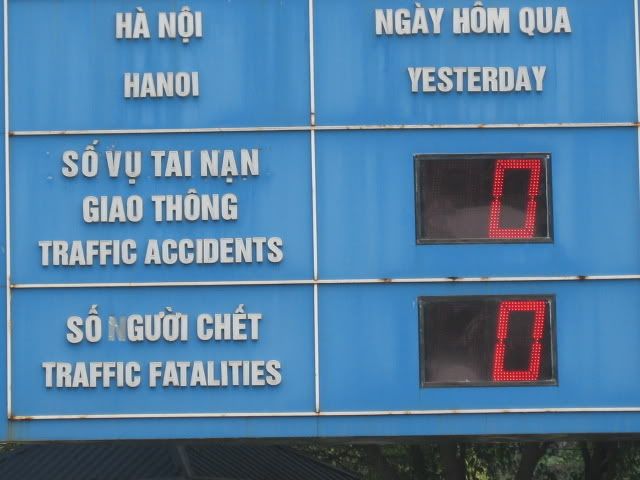 HÀ NỘI
HANOI
NGÀY HÔM QUA
YESTERDAY
SỐ VỤ TAI NẠN
GIAO THÔNG
TRAFFIC ACCIDENTS
0
SỐ NGƯỜI CHẾT
TRAFFIC FATALITIES
0